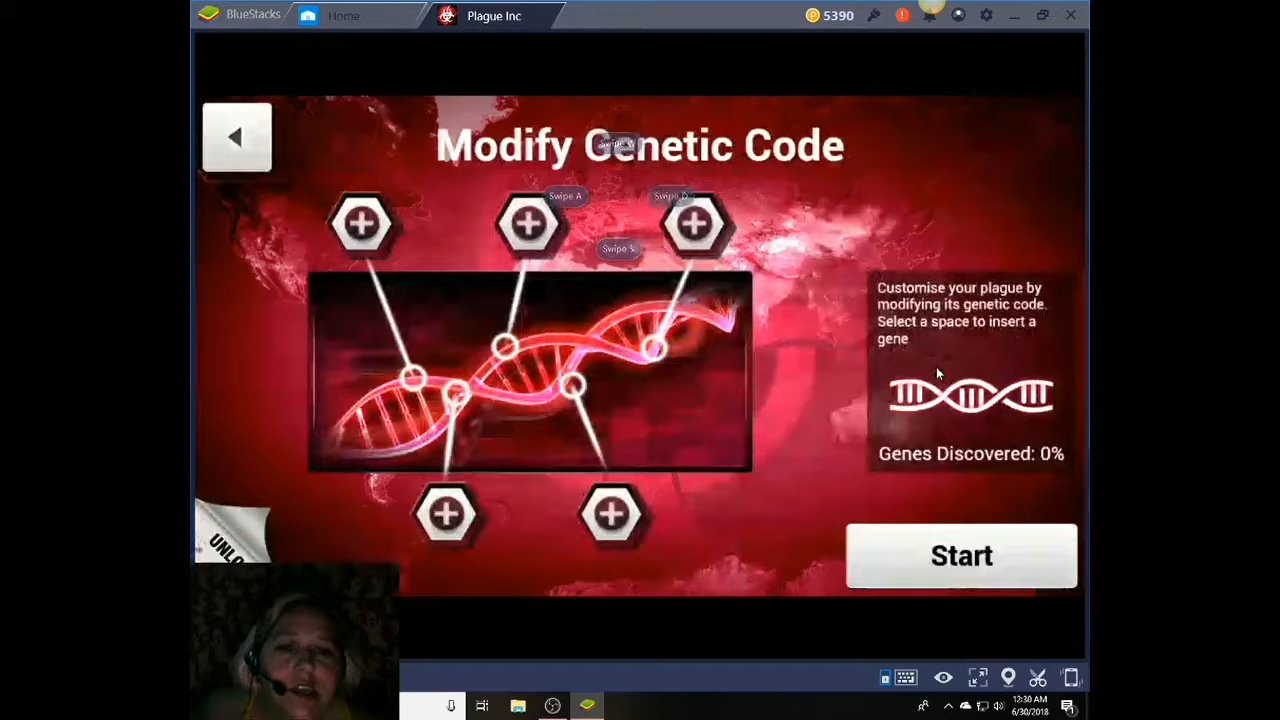 BlueStacks
Home
Plague Inc
5390
Modify Genetic Code
Swipe W
Swipe A
Swipe D
Swipe S
Customise your plague by
modifying its genetic code.
Select a space to insert a
gene
Genes Discovered: 0%
Start
12:30 AM
6/30/2018